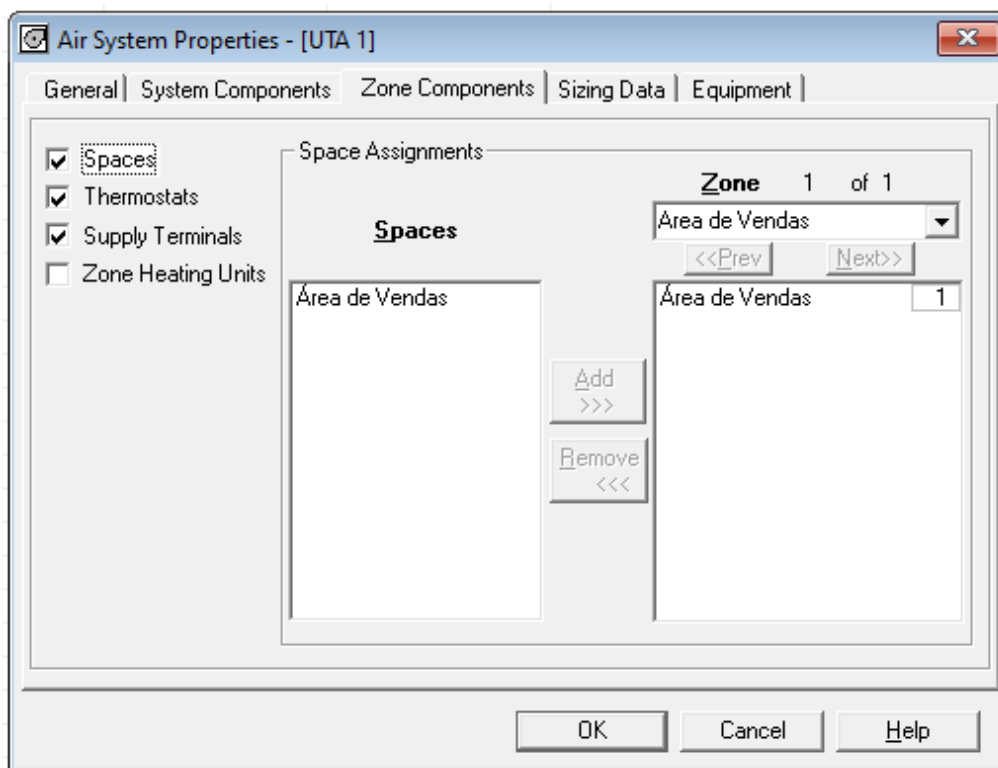 Air System Properties - [UTA 1]
General System Components Zone Components Sizing Data Equipment
Spaces
Thermostats
Supply Terminals
Zone Heating Units
Space Assignments
Spaces
Área de Vendas
Add
>>>
Remove
<<<
Zone 1 of 1
Area de Vendas
<<Prev Next>>
Área de Vendas 1
OK Cancel Help